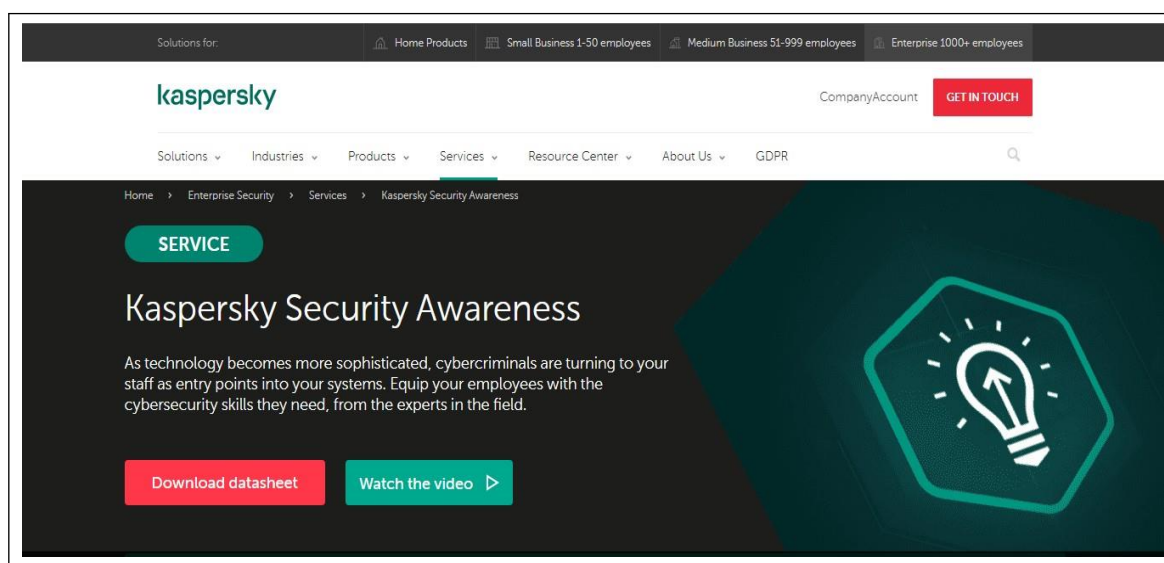 Solutions for: Home Products Small Business 1-50 employees Medium Business 51-999 employees Enterprise 1000+ employees
kaspersky CompanyAccount GET IN TOUCH
Solutions Industries Products Services Resource Center About Us GDPR
Home > Enterprise Security > Services > Kaspersky Security Awareness
SERVICE
Kaspersky Security Awareness
As technology becomes more sophisticated, cybercriminals are turning to your
staff as entry points into your systems. Equip your employees with the
cybersecurity skills they need, from the experts in the field.
Download datasheet Watch the video